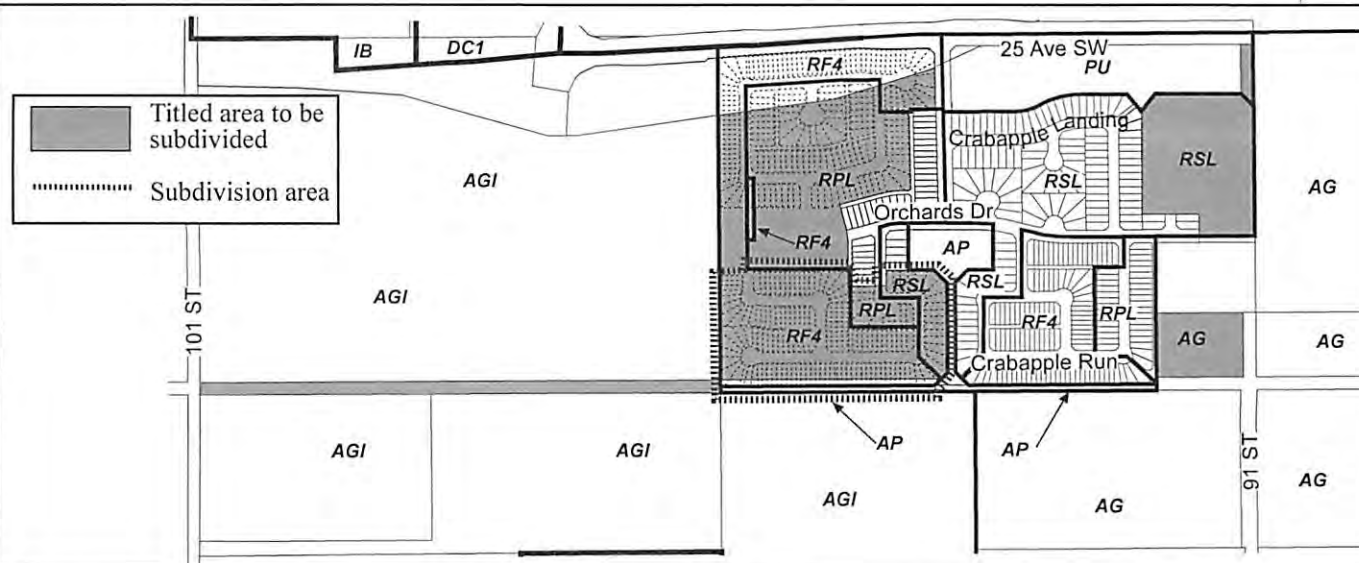 IB
DC1
RF4
25 Ave SW
PU
Titled area to be
subdivided
Subdivision area
Crabapple Landing
AGI
RPL
RSL
RSL
AG
Orchards Dr
RF4
AP
AGI
101 ST
RSL
RSL
RPL
RF4
RF4
RPL
AG
AG
Crabapple Run
AP
AP
AGI
AGI
AGI
AG
91 ST
AG